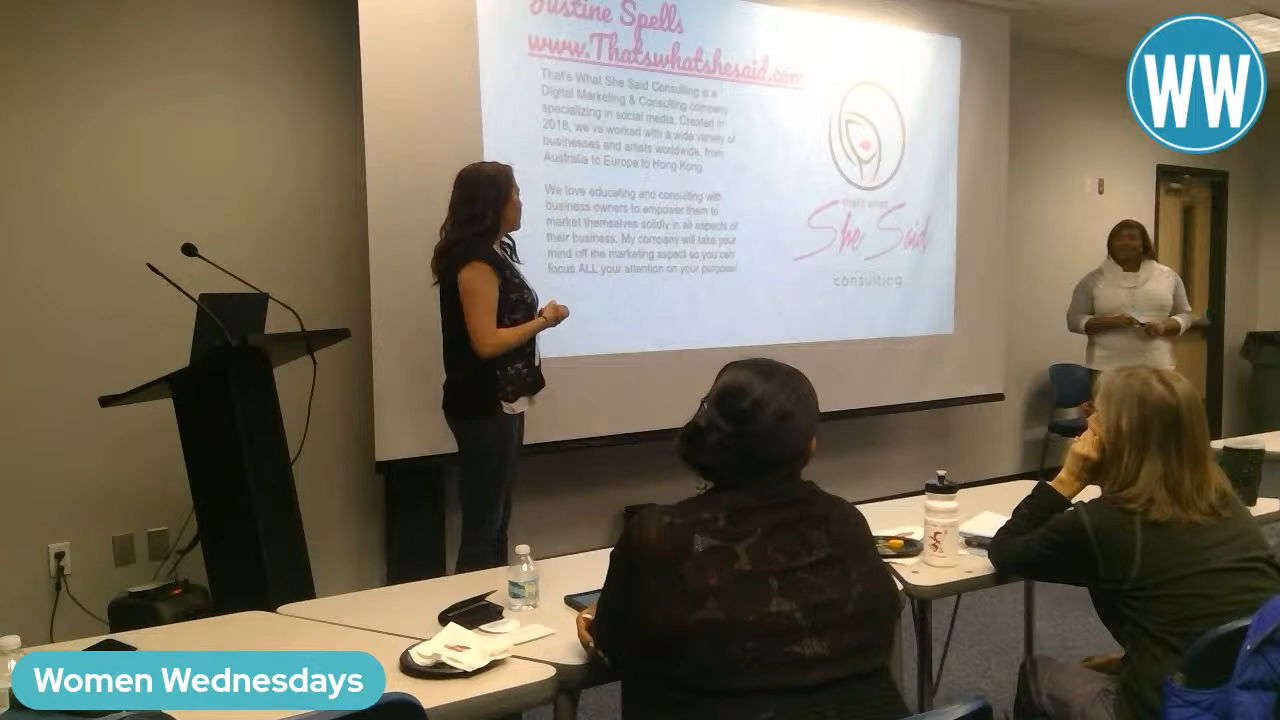 Justine Spells
www.Thatswhatshesaid.com
That's What She Said Consulting is a
Digital Marketing & Consulting company
specializing in social media. Created in
2018, we've worked with a wide variety of
businesses and artists worldwide, from
Australia to Europe to Hong Kong
We love educating and consulting with
business owners to empower them to
market themselves solidly in all aspects of
their business. My company will take your
mind off the marketing aspect so you can
focus ALL your attention on your purpose
that's what
She Said
consulting
WW
Women Wednesdays